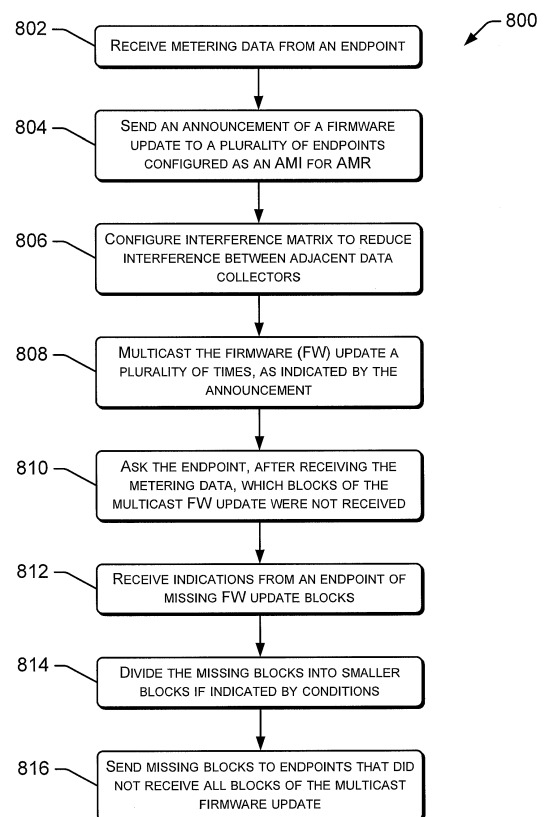 800
802
RECEIVE METERING DATA FROM AN ENDPOINT
804
SEND AN ANNOUNCEMENT OF A FIRMWARE
UPDATE TO A PLURALITY OF ENDPOINTS
CONFIGURED AS AN AMI FOR AMR
806
CONFIGURE INTERFERENCE MATRIX TO REDUCE
INTERFERENCE BETWEEN ADJACENT DATA
COLLECTORS
808
MULTICAST THE FIRMWARE (FW) UPDATE A
PLURALITY OF TIMES, AS INDICATED BY THE
ANNOUNCEMENT
810
ASK THE ENDPOINT, AFTER RECEIVING THE
METERING DATA, WHICH BLOCKS OF THE
MULTICAST FW UPDATE WERE NOT RECEIVED
812
RECEIVE INDICATIONS FROM AN ENDPOINT OF
MISSING FW UPDATE BLOCKS
814
DIVIDE THE MISSING BLOCKS INTO SMALLER
BLOCKS IF INDICATED BY CONDITIONS
816
SEND MISSING BLOCKS TO ENDPOINTS THAT DID
NOT RECEIVE ALL BLOCKS OF THE MULTICAST
FIRMWARE UPDATE